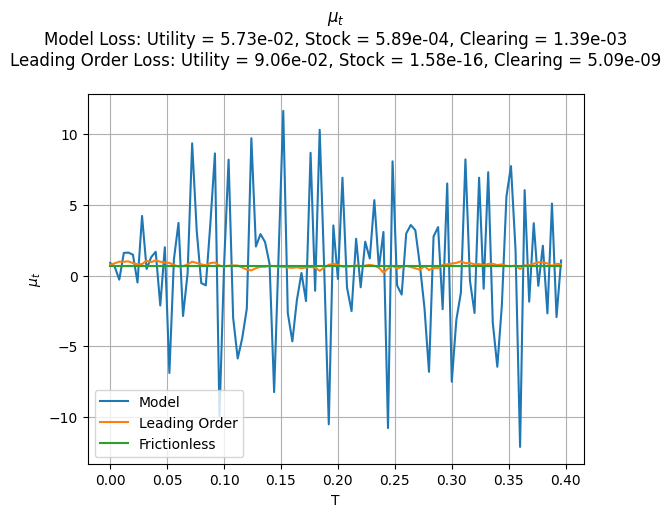 μₜ
Model Loss: Utility = 5.73e-02, Stock = 5.89e-04, Clearing = 1.39e-03
Leading Order Loss: Utility = 9.06e-02, Stock = 1.58e-16, Clearing = 5.09e-09
10
5
0
−5
−10
μₜ
Model
Leading Order
Frictionless
0.00 0.05 0.10 0.15 0.20 0.25 0.30 0.35 0.40
T